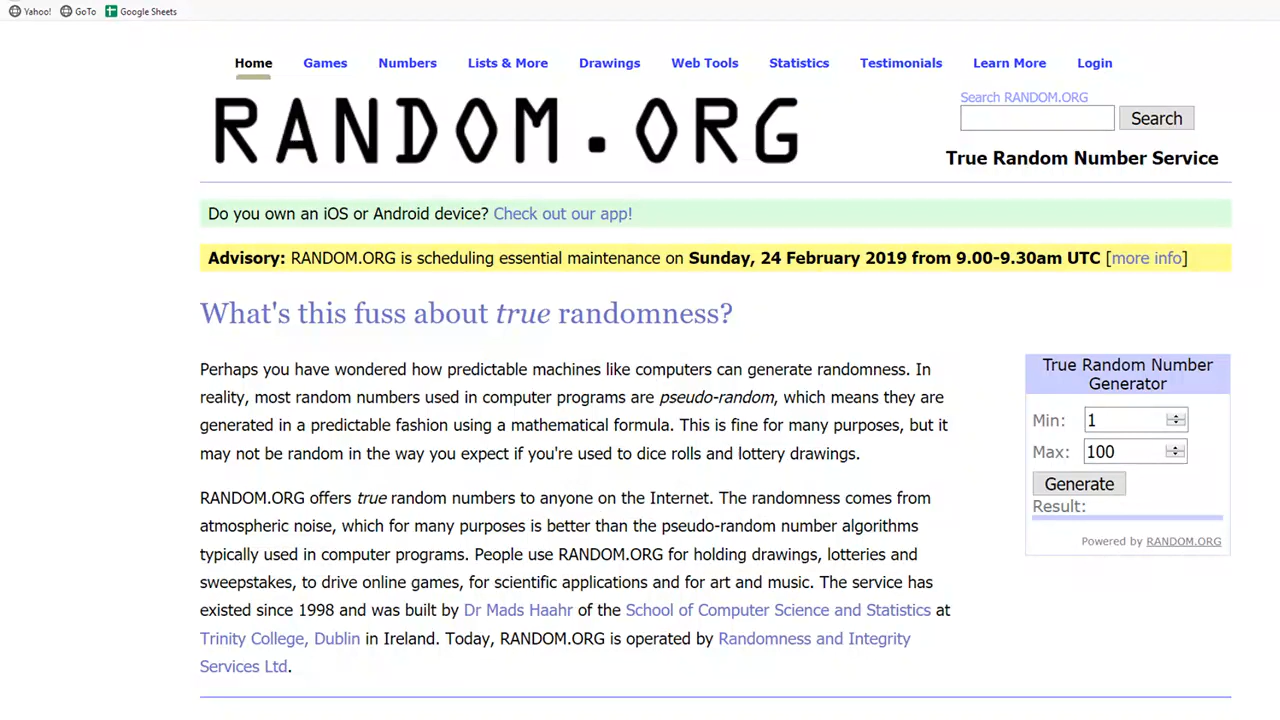 Yahoo! GoTo Google Sheets
Home Games Numbers Lists & More Drawings Web Tools Statistics Testimonials Learn More Login
RANDOM.ORG
Search RANDOM.ORG
Search
True Random Number Service
Do you own an iOS or Android device? Check out our app!
Advisory: RANDOM.ORG is scheduling essential maintenance on Sunday, 24 February 2019 from 9.00-9.30am UTC [more info]
What's this fuss about true randomness?
Perhaps you have wondered how predictable machines like computers can generate randomness. In
reality, most random numbers used in computer programs are pseudo-random, which means they are
generated in a predictable fashion using a mathematical formula. This is fine for many purposes, but it
may not be random in the way you expect if you're used to dice rolls and lottery drawings.
RANDOM.ORG offers true random numbers to anyone on the Internet. The randomness comes from
atmospheric noise, which for many purposes is better than the pseudo-random number algorithms
typically used in computer programs. People use RANDOM.ORG for holding drawings, lotteries and
sweepstakes, to drive online games, for scientific applications and for art and music. The service has
existed since 1998 and was built by Dr Mads Haahr of the School of Computer Science and Statistics at
Trinity College, Dublin in Ireland. Today, RANDOM.ORG is operated by Randomness and Integrity
Services Ltd.
True Random Number
Generator
Min: 1
Max: 100
Generate
Result:
Powered by RANDOM.ORG